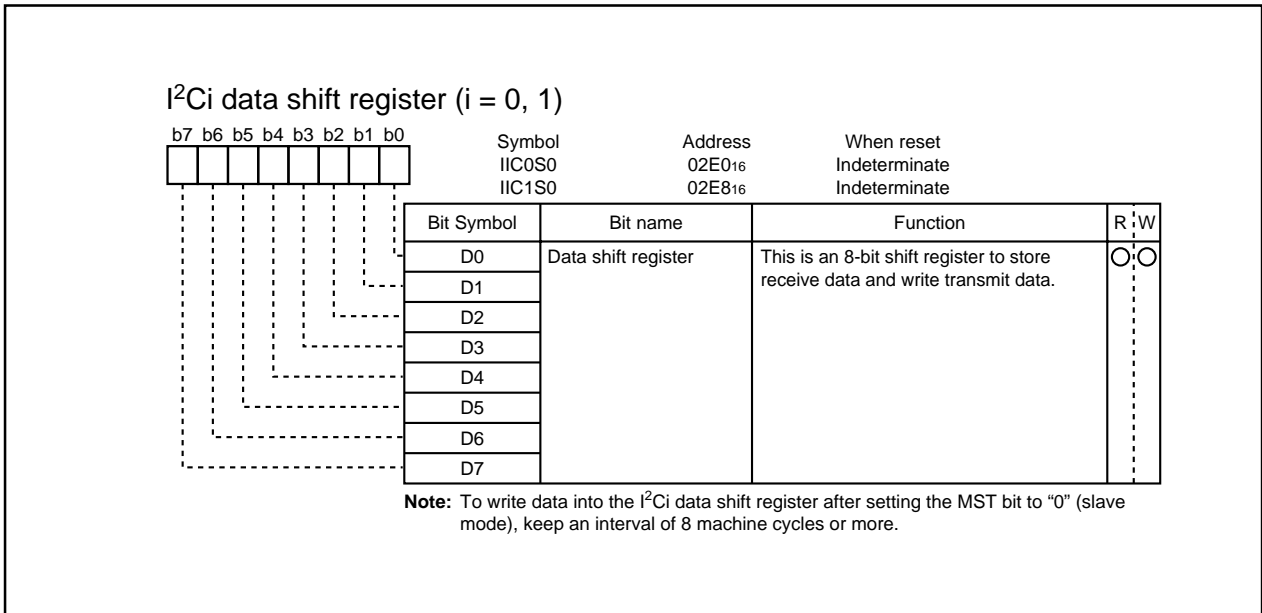 I²Ci data shift register (i = 0, 1)
b7 b6 b5 b4 b3 b2 b1 b0
Symbol Address When reset
IIC0S0 02E0₁₆ Indeterminate
IIC1S0 02E8₁₆ Indeterminate
Bit Symbol Bit name Function R W
D0 Data shift register This is an 8-bit shift register to store
D1 receive data and write transmit data.
D2
D3
D4
D5
D6
D7
Note: To write data into the I²Ci data shift register after setting the MST bit to “0” (slave
mode), keep an interval of 8 machine cycles or more.